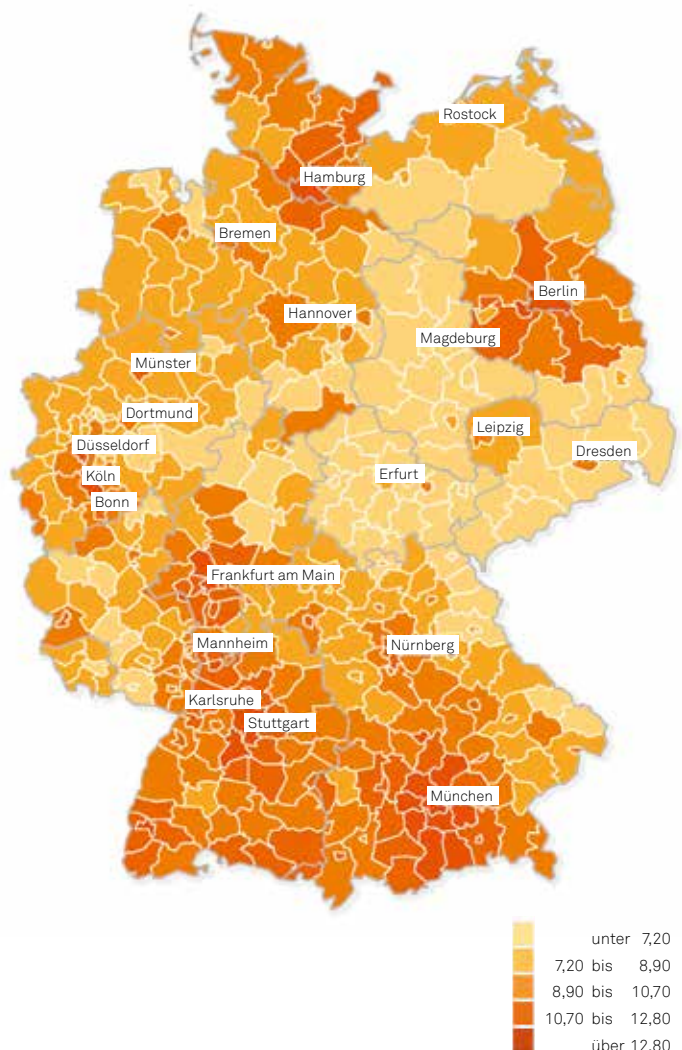 Rostock
Hamburg
Bremen
Berlin
Hannover
Magdeburg
Münster
Dortmund
Leipzig
Düsseldorf
Dresden
Köln
Erfurt
Bonn
Frankfurt am Main
Mannheim
Nürnberg
Karlsruhe
Stuttgart
München
unter 7,20
7,20 bis 8,90
8,90 bis 10,70
10,70 bis 12,80
über 12,80